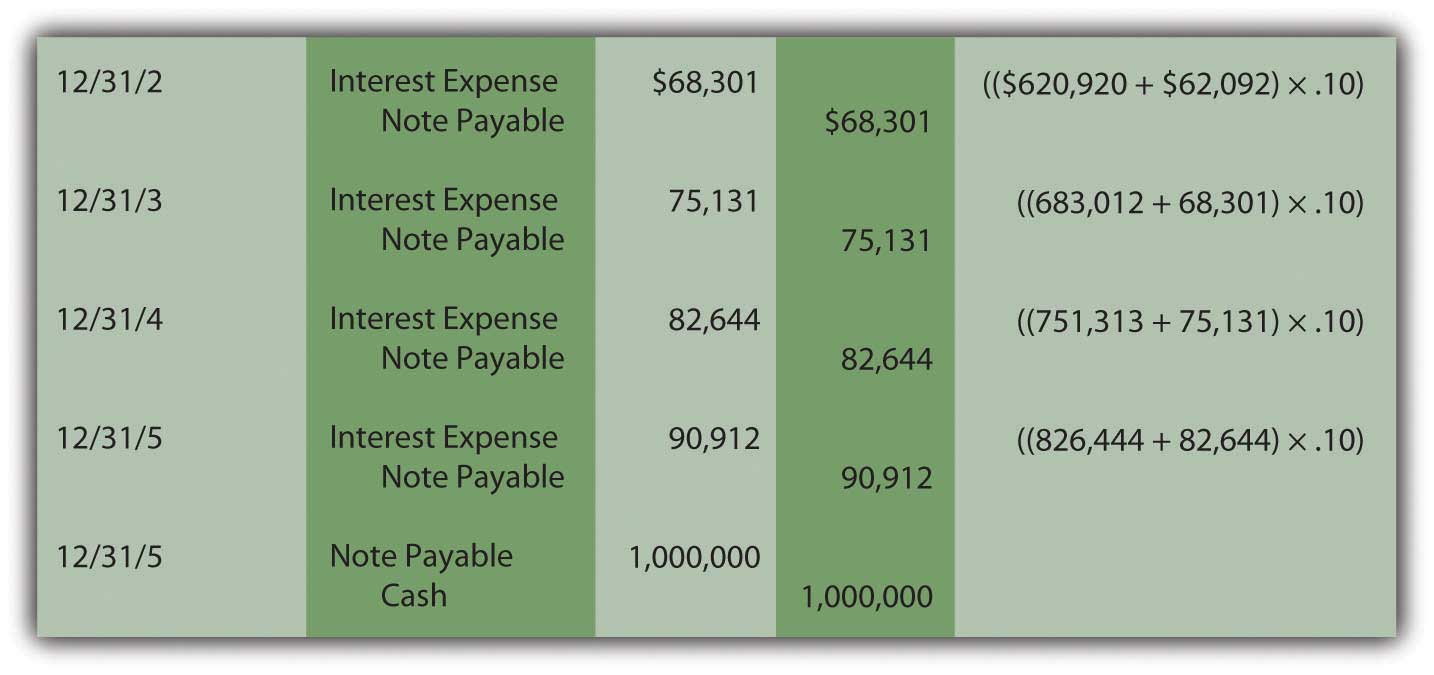 12/31/2 Interest Expense $68,301 (($620,920 + $62,092) × .10)
Note Payable $68,301
12/31/3 Interest Expense 75,131 ((683,012 + 68,301) × .10)
Note Payable 75,131
12/31/4 Interest Expense 82,644 ((751,313 + 75,131) × .10)
Note Payable 82,644
12/31/5 Interest Expense 90,912 ((826,444 + 82,644) × .10)
Note Payable 90,912
12/31/5 Note Payable 1,000,000
Cash 1,000,000